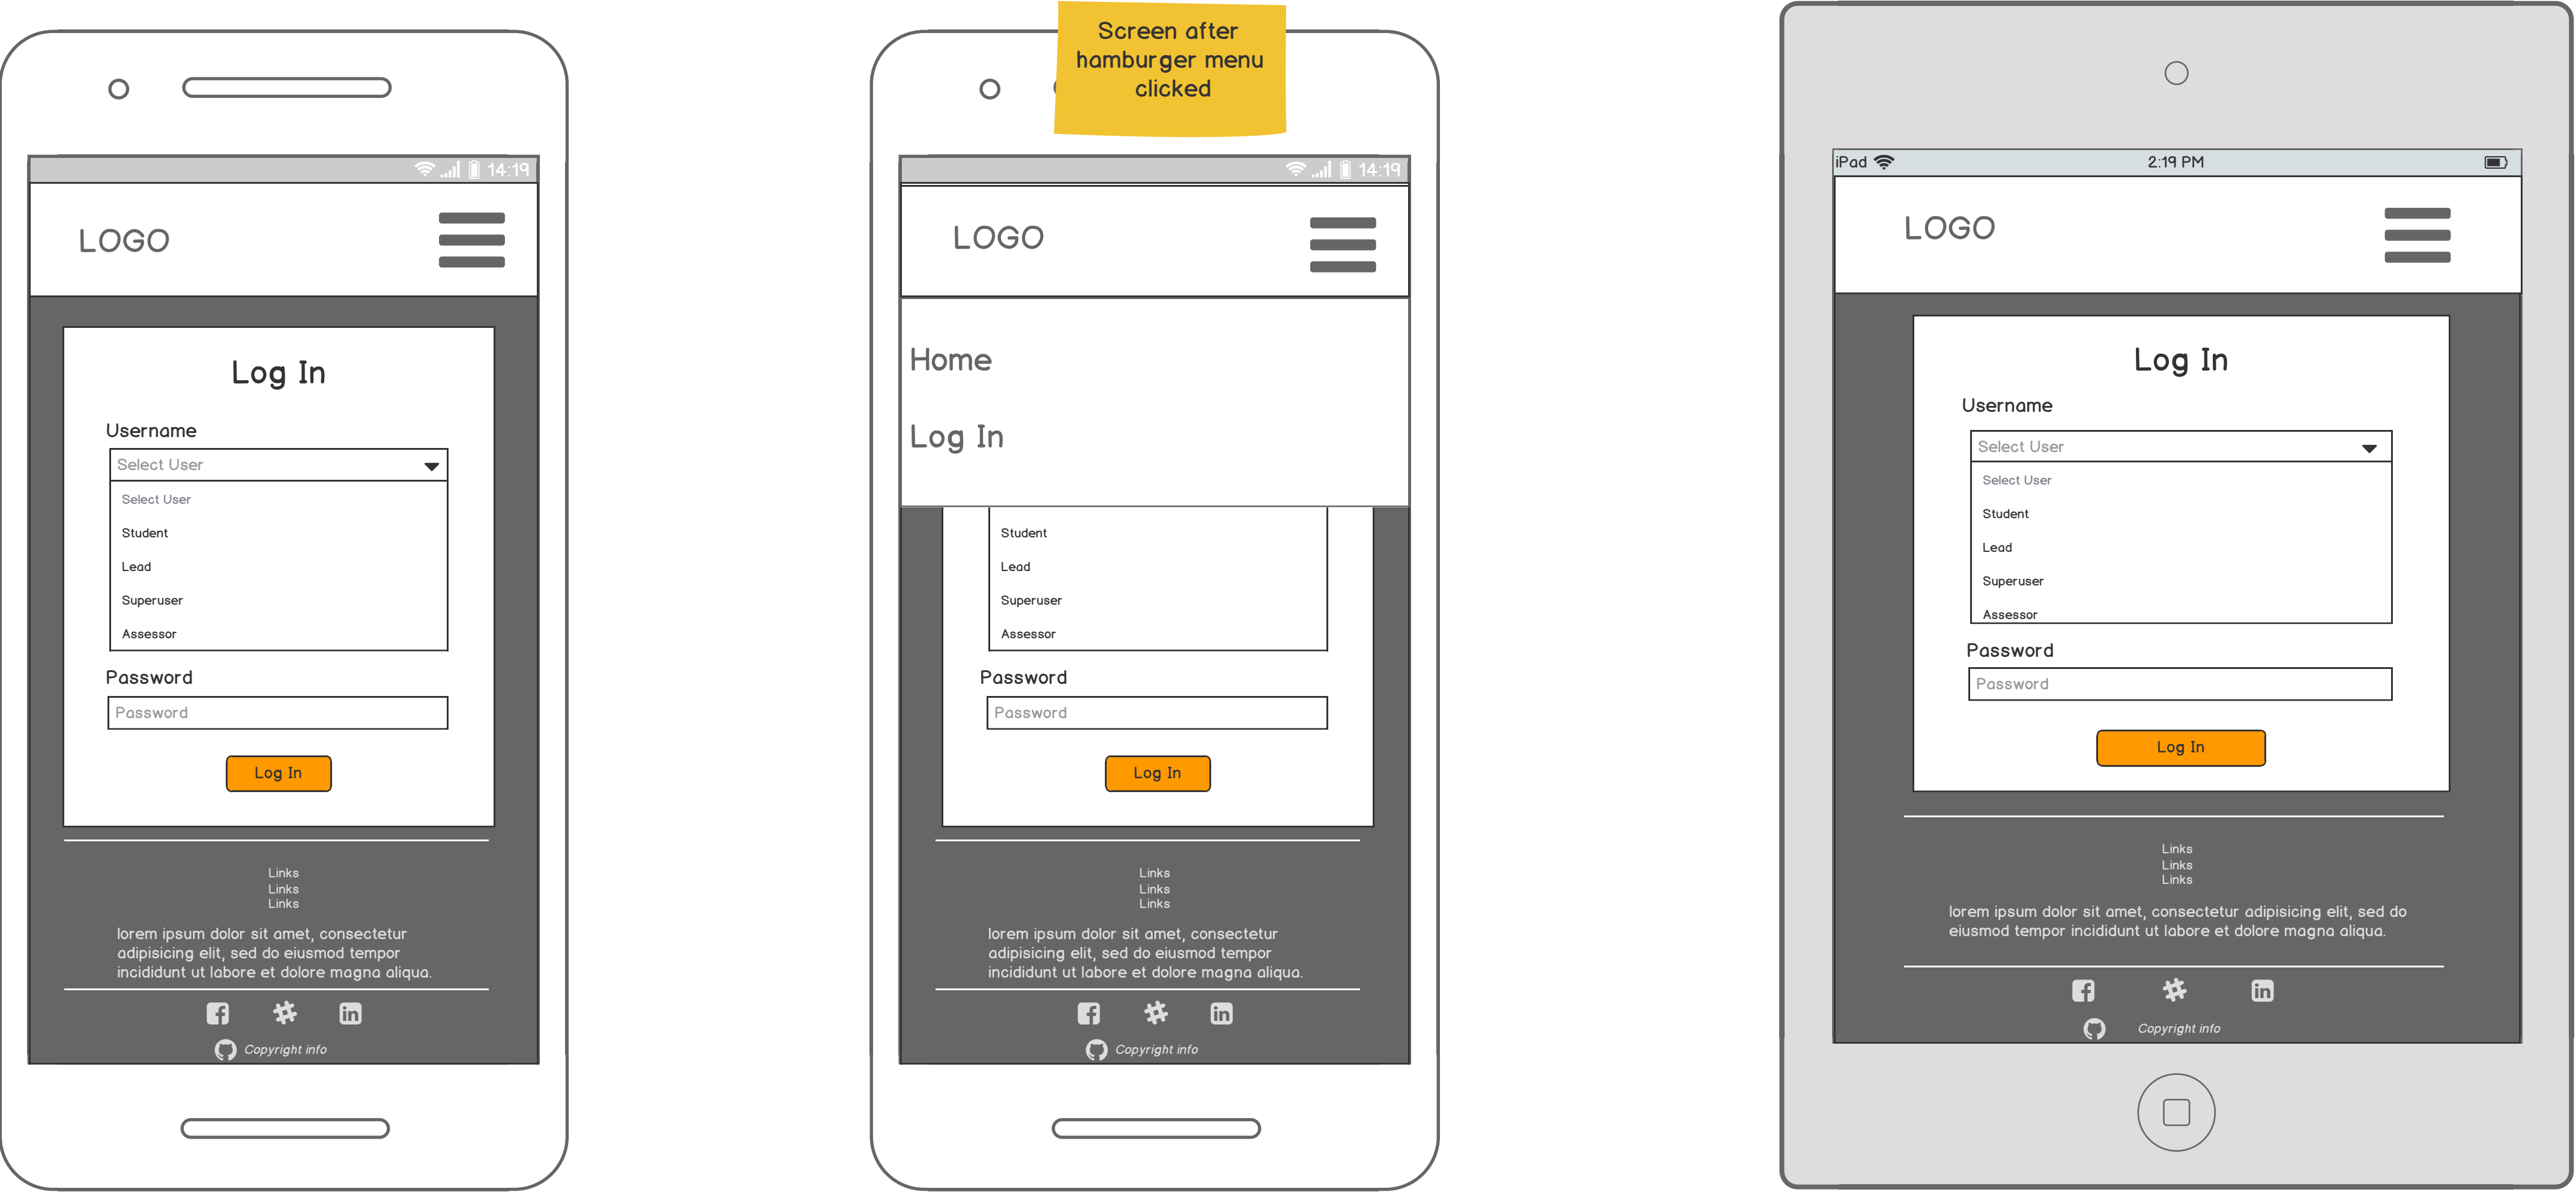 14:19
LOGO
Log In
Username
Select User
Select User
Student
Lead
Superuser
Assessor
Password
Password
Log In
Links
Links
Links
lorem ipsum dolor sit amet, consectetur
adipisicing elit, sed do eiusmod tempor
incididunt ut labore et dolore magna aliqua.
Copyright info
Screen after
hamburger menu
clicked
14:19
LOGO
Home
Log In
Student
Lead
Superuser
Assessor
Password
Password
Log In
Links
Links
Links
lorem ipsum dolor sit amet, consectetur
adipisicing elit, sed do eiusmod tempor
incididunt ut labore et dolore magna aliqua.
Copyright info
iPad 2:19 PM
LOGO
Log In
Username
Select User
Select User
Student
Lead
Superuser
Assessor
Password
Password
Log In
Links
Links
Links
lorem ipsum dolor sit amet, consectetur adipisicing elit, sed do
eiusmod tempor incididunt ut labore et dolore magna aliqua.
Copyright info